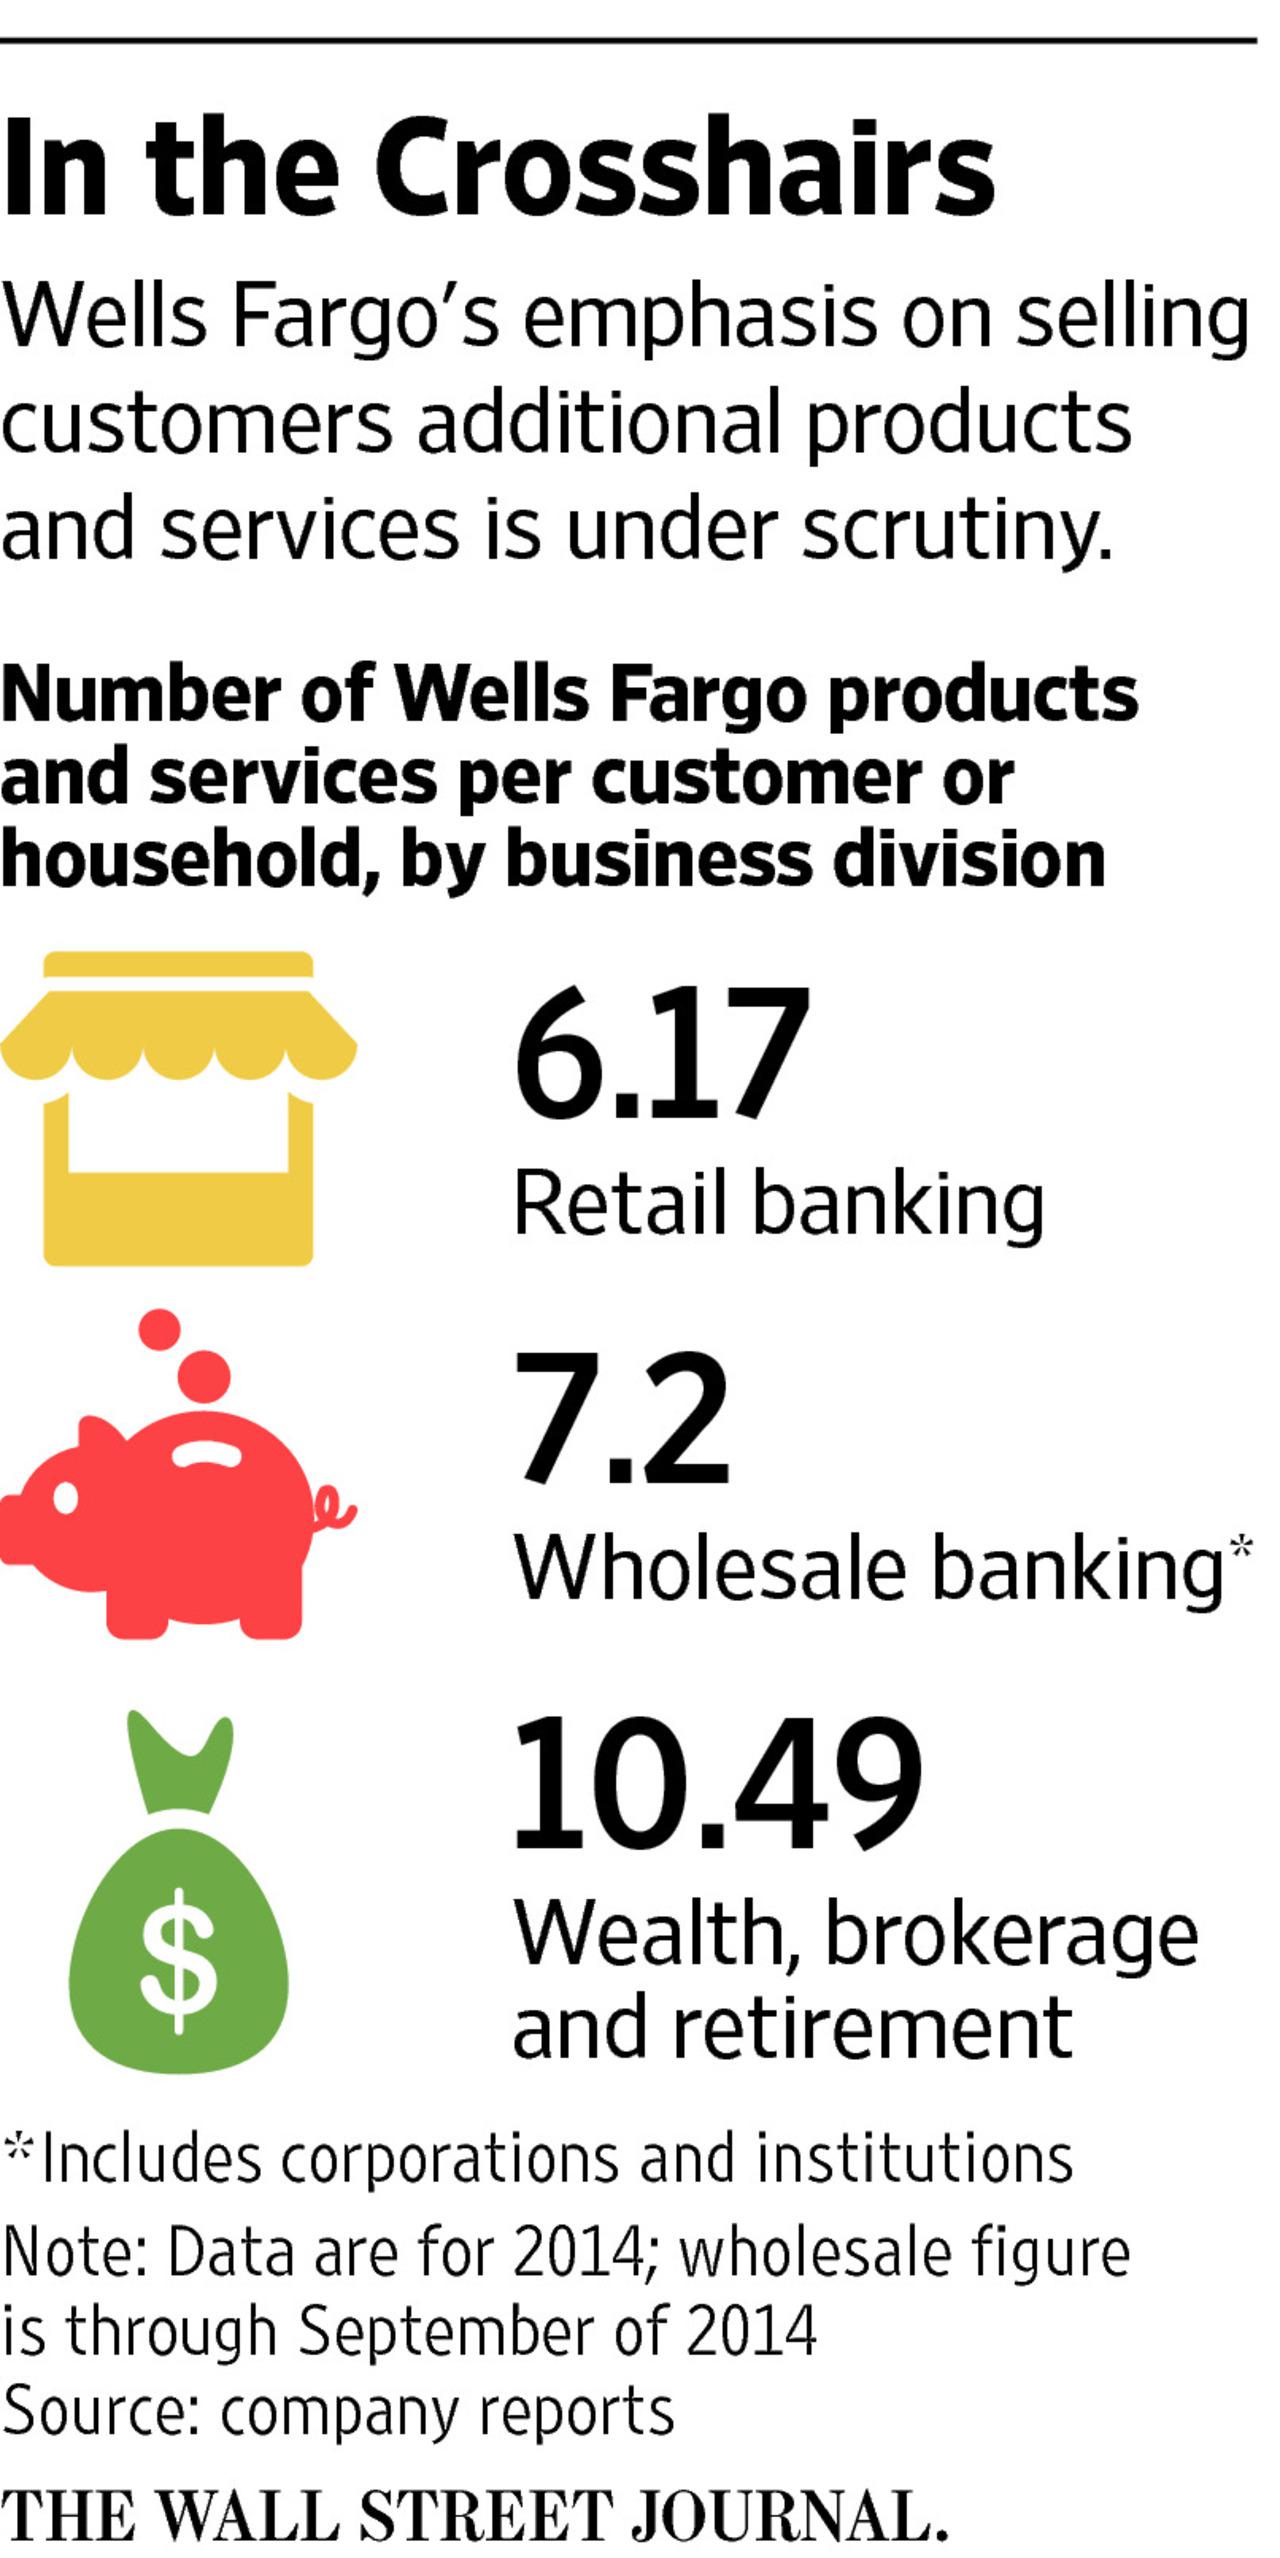 In the Crosshairs
Wells Fargo’s emphasis on selling
customers additional products
and services is under scrutiny.
Number of Wells Fargo products
and services per customer or
household, by business division
6.17
Retail banking
7.2
Wholesale banking*
10.49
$
Wealth, brokerage
and retirement
*Includes corporations and institutions
Note: Data are for 2014; wholesale figure
is through September of 2014
Source: company reports
THE WALL STREET JOURNAL.